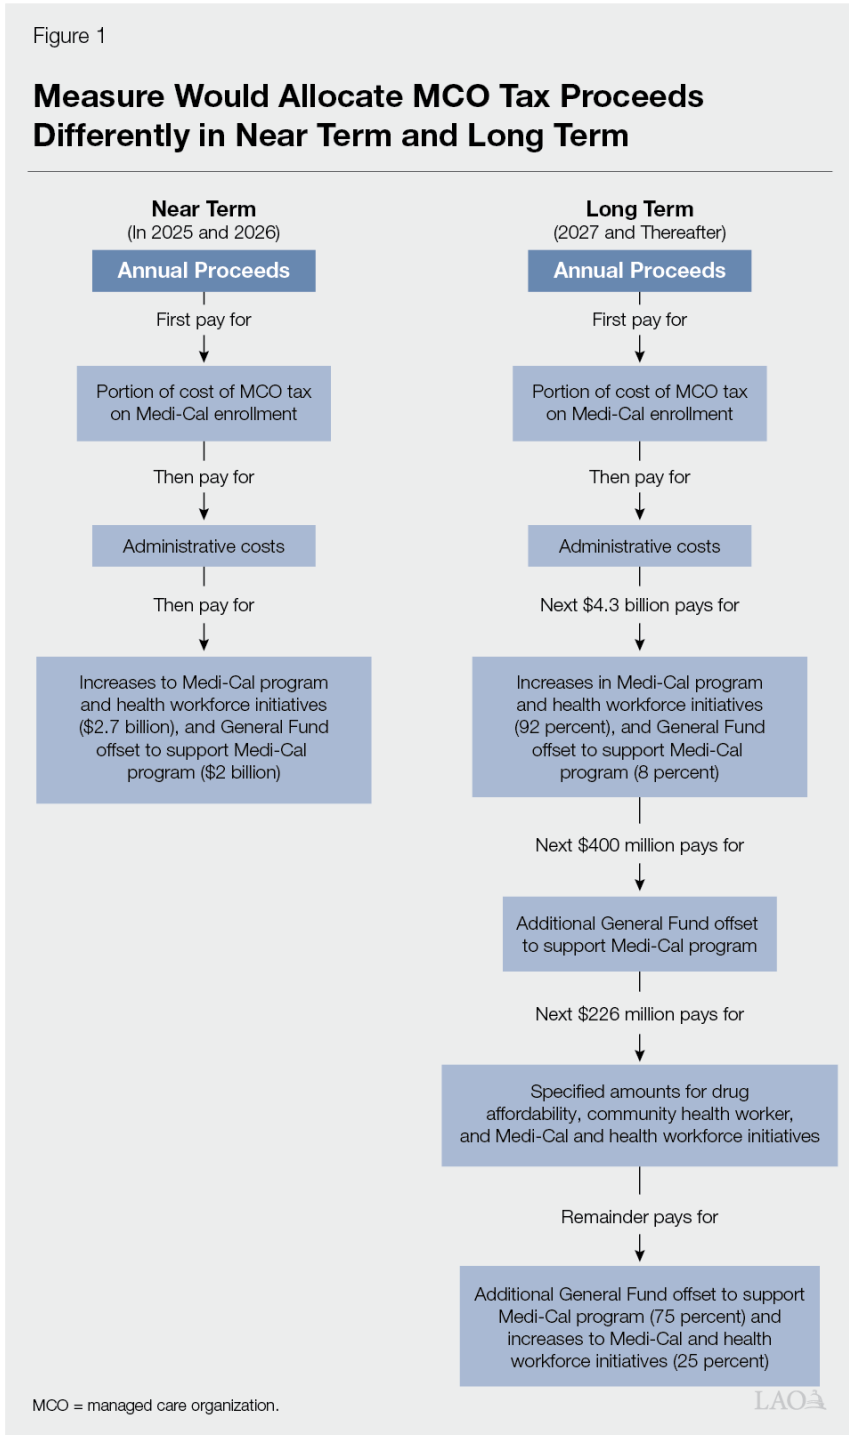 Figure 1
Measure Would Allocate MCO Tax Proceeds
Differently in Near Term and Long Term
Near Term
(In 2025 and 2026)
Annual Proceeds
First pay for
Portion of cost of MCO tax
on Medi-Cal enrollment
Then pay for
Administrative costs
Then pay for
Increases to Medi-Cal program
and health workforce initiatives
($2.7 billion), and General Fund
offset to support Medi-Cal
program ($2 billion)
Long Term
(2027 and Thereafter)
Annual Proceeds
First pay for
Portion of cost of MCO tax
on Medi-Cal enrollment
Then pay for
Administrative costs
Next $4.3 billion pays for
Increases in Medi-Cal program
and health workforce initiatives
(92 percent), and General Fund
offset to support Medi-Cal
program (8 percent)
Next $400 million pays for
Additional General Fund offset
to support Medi-Cal program
Next $226 million pays for
Specified amounts for drug
affordability, community health worker,
and Medi-Cal and health workforce initiatives
Remainder pays for
Additional General Fund offset to support
Medi-Cal program (75 percent) and
increases to Medi-Cal and health
workforce initiatives (25 percent)
MCO = managed care organization.
LAO